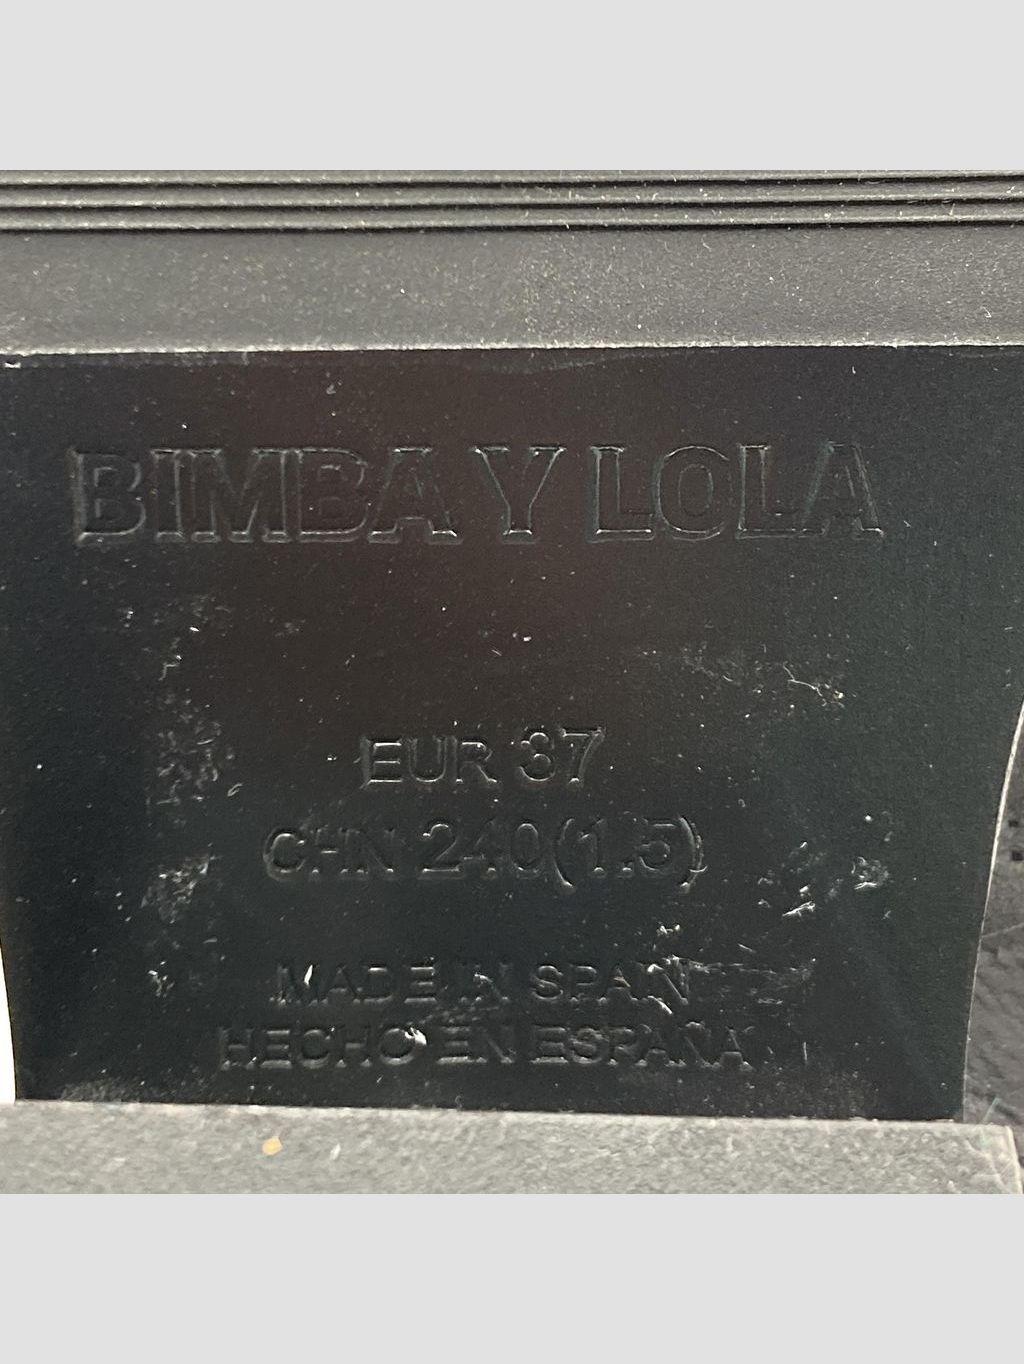 BIMBA Y LOLA
EUR 37
CHN 240(1.5)
MADE IN SPAIN
HECHO EN ESPAÑA